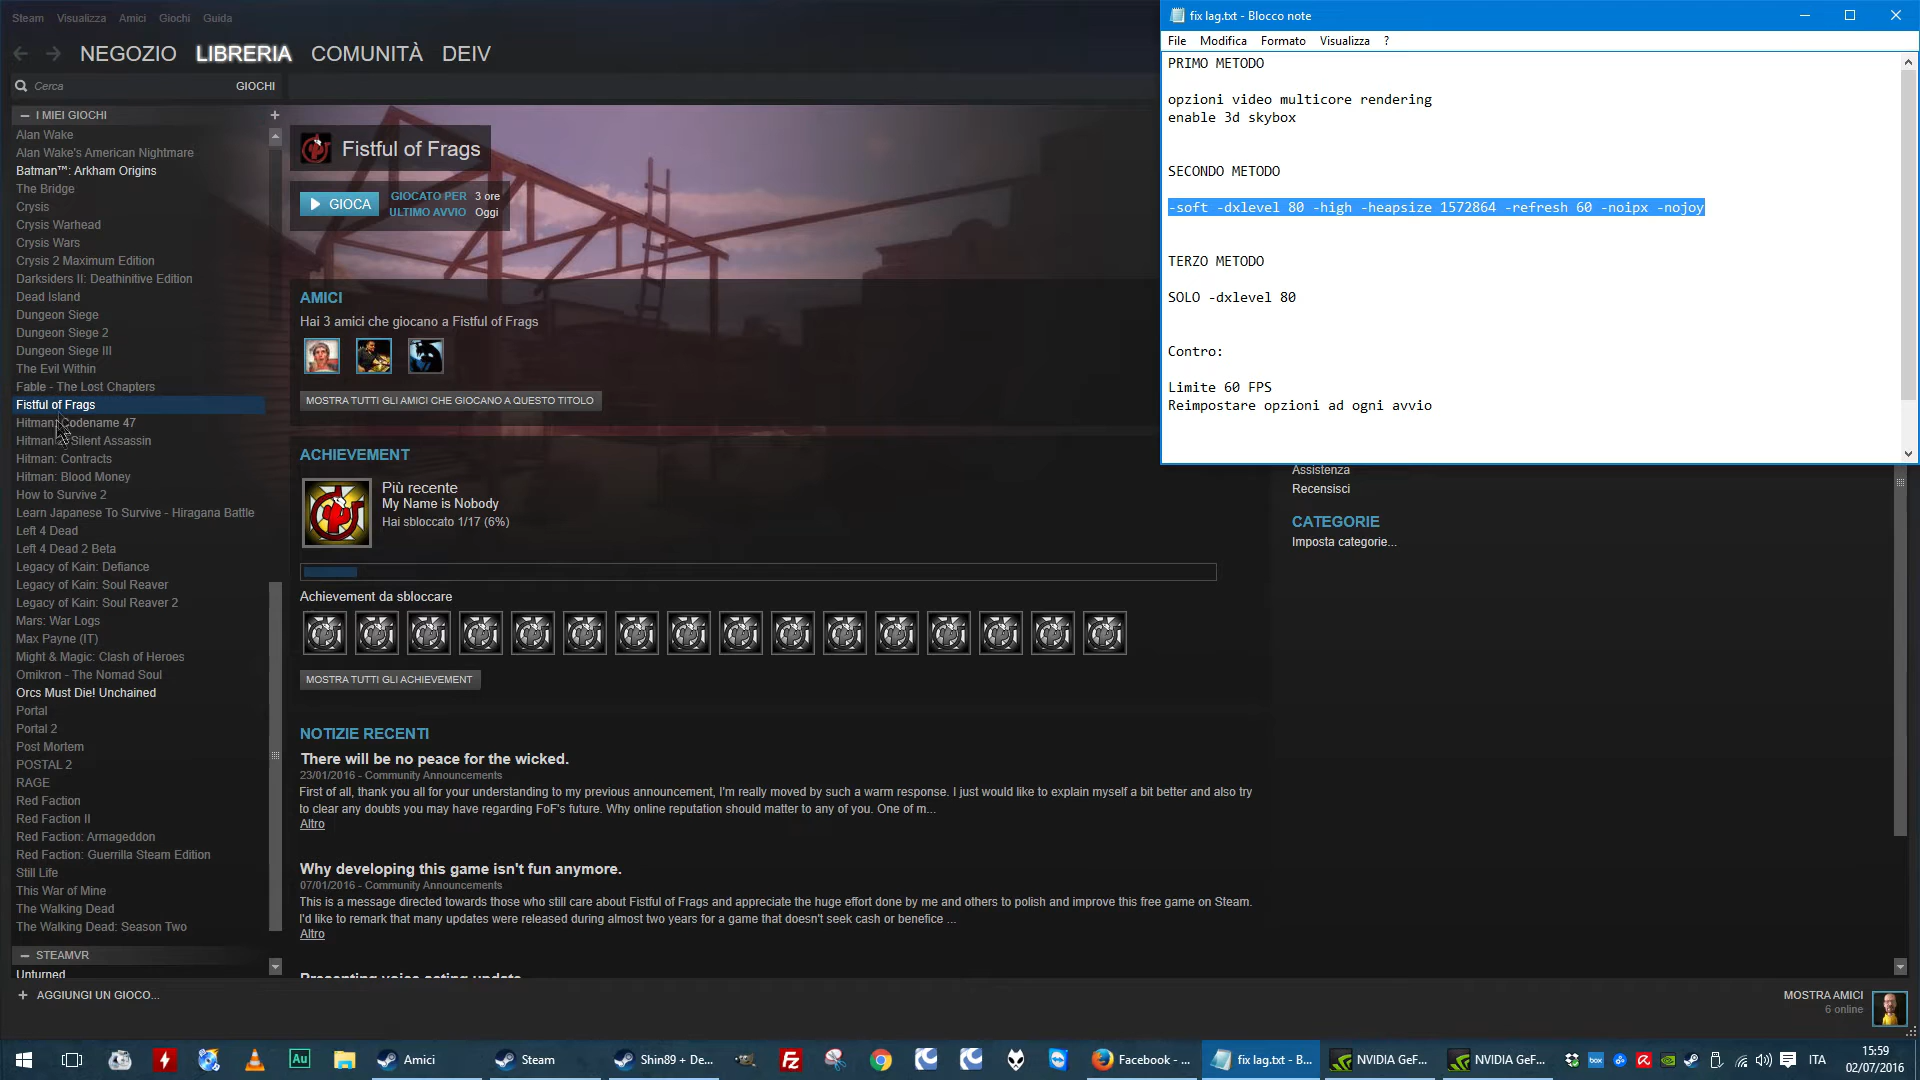 Steam Visualizza Amici Giochi Guida
NEGOZIO LIBRERIA COMUNITÀ DEIV
Cerca GIOCHI
I MIEI GIOCHI
Alan Wake
Alan Wake's American Nightmare
Batman™: Arkham Origins
The Bridge
Crysis
Crysis Warhead
Crysis Wars
Crysis 2 Maximum Edition
Darksiders II: Deathinitive Edition
Dead Island
Dungeon Siege
Dungeon Siege 2
Dungeon Siege III
The Evil Within
Fable - The Lost Chapters
Fistful of Frags
Hitman: Codename 47
Hitman 2: Silent Assassin
Hitman: Contracts
Hitman: Blood Money
How to Survive 2
Learn Japanese To Survive - Hiragana Battle
Left 4 Dead
Left 4 Dead 2 Beta
Legacy of Kain: Defiance
Legacy of Kain: Soul Reaver
Legacy of Kain: Soul Reaver 2
Mars: War Logs
Max Payne (IT)
Might & Magic: Clash of Heroes
Omikron - The Nomad Soul
Orcs Must Die! Unchained
Portal
Portal 2
Post Mortem
POSTAL 2
RAGE
Red Faction
Red Faction II
Red Faction: Armageddon
Red Faction: Guerrilla Steam Edition
Still Life
This War of Mine
The Walking Dead
The Walking Dead: Season Two
STEAMVR
Unturned
+ AGGIUNGI UN GIOCO...
Fistful of Frags
GIOCA
GIOCATO PER 3 ore
ULTIMO AVVIO Oggi
AMICI
Hai 3 amici che giocano a Fistful of Frags
MOSTRA TUTTI GLI AMICI CHE GIOCANO A QUESTO TITOLO
ACHIEVEMENT
Più recente
My Name is Nobody
Hai sbloccato 1/17 (6%)
Achievement da sbloccare
MOSTRA TUTTI GLI ACHIEVEMENT
NOTIZIE RECENTI
There will be no peace for the wicked.
23/01/2016 - Community Announcements
First of all, thank you all for your understanding to my previous announcement, I'm really moved by such a warm response. I just would like to explain myself a bit better and also try
to clear any doubts you may have regarding FoF's future. Why online reputation should matter to any of you. One of m...
Altro
Why developing this game isn't fun anymore.
07/01/2016 - Community Announcements
This is a message directed towards those who still care about Fistful of Frags and appreciate the huge effort done by me and others to polish and improve this free game on Steam.
I'd like to remark that many updates were released during almost two years for a game that doesn't seek cash or benefice ...
Altro
Presenting voice acting update
fix lag.txt - Blocco note
File Modifica Formato Visualizza ?
PRIMO METODO
opzioni video multicore rendering
enable 3d skybox
SECONDO METODO
-soft -dxlevel 80 -high -heapsize 1572864 -refresh 60 -noipx -nojoy
TERZO METODO
SOLO -dxlevel 80
Contro:
Limite 60 FPS
Reimpostare opzioni ad ogni avvio
Assistenza
Recensisci
CATEGORIE
Imposta categorie...
MOSTRA AMICI
6 online
Au Amici Steam Shin89 + De... Fz Facebook - ... fix lag.txt - B... NVIDIA GeF... NVIDIA GeF... box ITA
15:59
02/07/2016